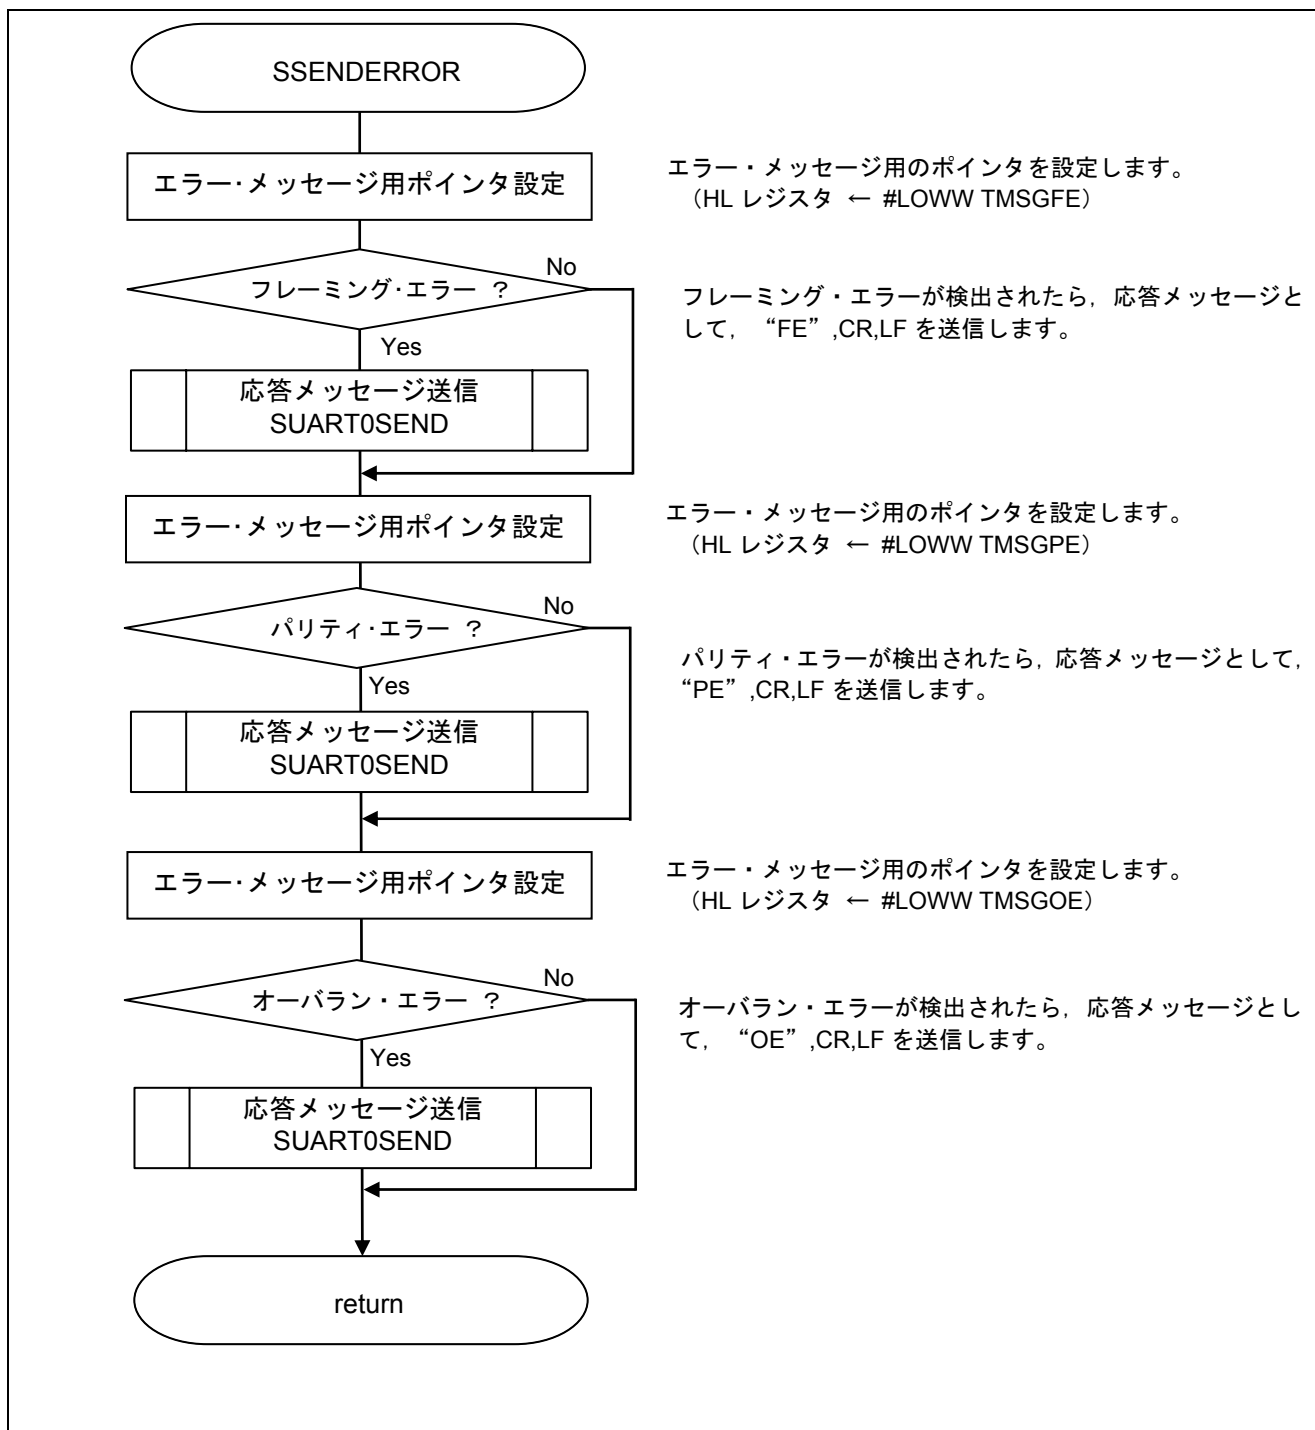 SSENDERROR
エラー･メッセージ用ポインタ設定
エラー・メッセージ用のポインタを設定します。
（HL レジスタ ← #LOWW TMSGFE）
フレーミング･エラー ？
No
フレーミング・エラーが検出されたら，応答メッセージと
して，“FE”,CR,LF を送信します。
Yes
応答メッセージ送信
SUART0SEND
エラー･メッセージ用ポインタ設定
エラー・メッセージ用のポインタを設定します。
（HL レジスタ ← #LOWW TMSGPE）
パリティ･エラー ？
No
パリティ・エラーが検出されたら，応答メッセージとして，
“PE”,CR,LF を送信します。
Yes
応答メッセージ送信
SUART0SEND
エラー･メッセージ用ポインタ設定
エラー・メッセージ用のポインタを設定します。
（HL レジスタ ← #LOWW TMSGOE）
オーバラン・エラー ？
No
オーバラン・エラーが検出されたら，応答メッセージとし
て，“OE”,CR,LF を送信します。
Yes
応答メッセージ送信
SUART0SEND
return